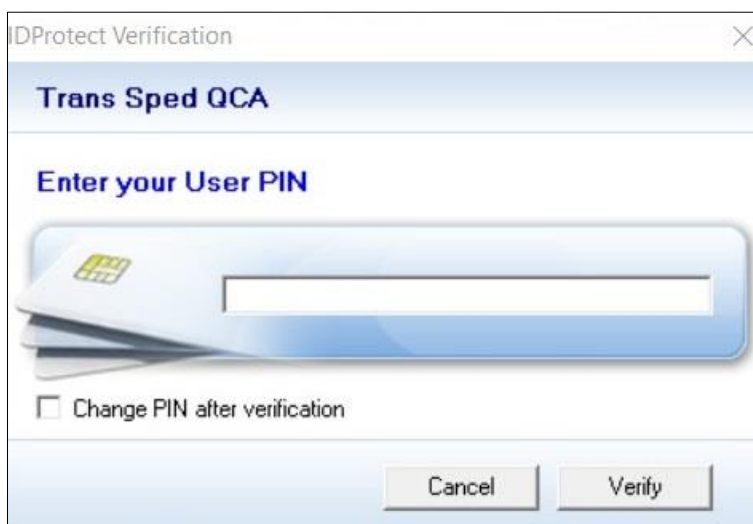 IDProtect Verification
Trans Sped QCA
Enter your User PIN
Change PIN after verification
Cancel Verify